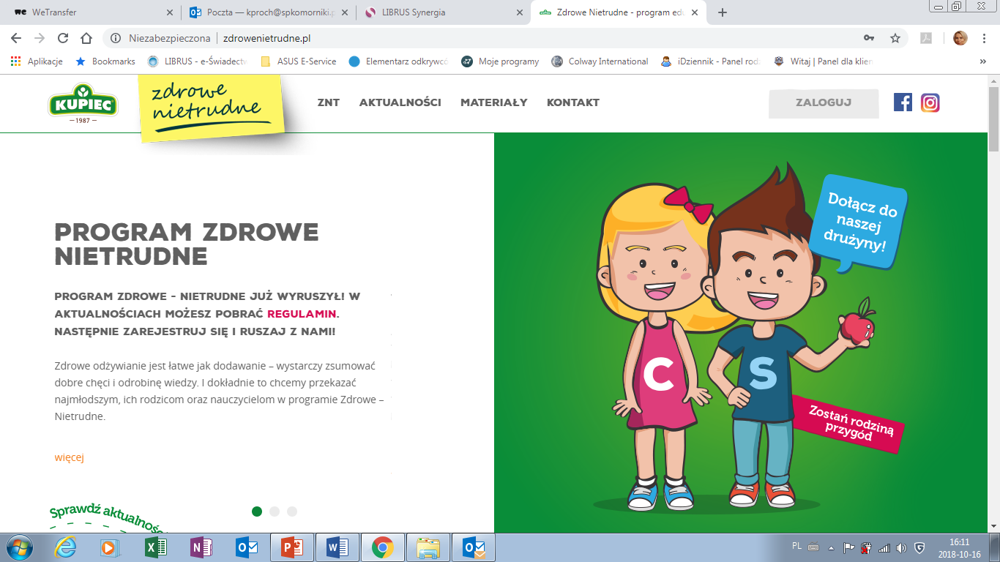 WeTransfer
Poczta — kproch@spkomorniki.p
LIBRUS Synergia
Zdrowe Nietrudne - program edu
Niezabezpieczona
zdrowenietrudne.pl
Aplikacje
Bookmarks
LIBRUS - e-Świadectw
ASUS E-Service
Elementarz odkrywcó
Moje programy
Colway International
iDziennik - Panel rodz
Witaj | Panel dla klien
»
KUPIEC
1987
zdrowe
nietrudne
ZNT
AKTUALNOŚCI
MATERIAŁY
KONTAKT
ZALOGUJ
PROGRAM ZDROWE
NIETRUDNE
PROGRAM ZDROWE - NIETRUDNE JUŻ WYRUSZYŁ! W
AKTUALNOŚCIACH MOŻESZ POBRAĆ REGULAMIN.
NASTĘPNIE ZAREJESTRUJ SIĘ I RUSZAJ Z NAMI!
Zdrowe odżywianie jest łatwe jak dodawanie – wystarczy zsumować
dobre chęci i odrobinę wiedzy. I dokładnie to chcemy przekazać
najmłodszym, ich rodzicom oraz nauczycielom w programie Zdrowe –
Nietrudne.
więcej
Sprawdź aktualności
Dołącz do
naszej
drużyny!
C
S
Zostań rodziną
przygód
PL
16:11
2018-10-16